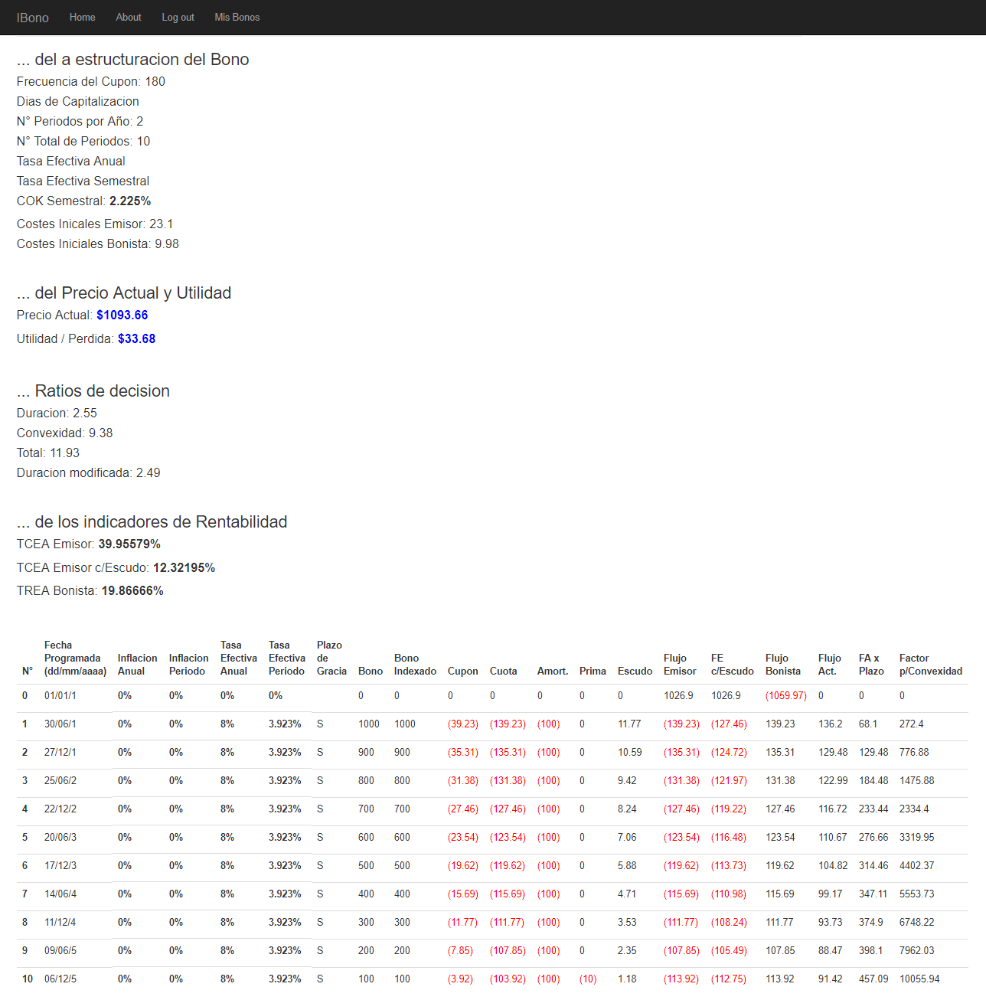 IBono Home About Log out Mis Bonos
... del a estructuracion del Bono
Frecuencia del Cupon: 180
Dias de Capitalizacion
N° Periodos por Año: 2
N° Total de Periodos: 10
Tasa Efectiva Anual
Tasa Efectiva Semestral
COK Semestral: 2.225%
Costes Inicales Emisor: 23.1
Costes Iniciales Bonista: 9.98
... del Precio Actual y Utilidad
Precio Actual: $1093.66
Utilidad / Perdida: $33.68
... Ratios de decision
Duracion: 2.55
Convexidad: 9.38
Total: 11.93
Duracion modificada: 2.49
... de los indicadores de Rentabilidad
TCEA Emisor: 39.95579%
TCEA Emisor c/Escudo: 12.32195%
TREA Bonista: 19.86666%
N° Fecha Programada (dd/mm/aaaa) Inflacion Anual Inflacion Periodo Tasa Efectiva Anual Tasa Efectiva Periodo Plazo de Gracia Bono Bono Indexado Cupon Cuota Amort. Prima Escudo Flujo Emisor FE c/Escudo Flujo Bonista Flujo Act. FA x Plazo Factor p/Convexidad
0 01/01/1 0% 0% 0% 0% 0 0 0 0 0 0 0 1026.9 1026.9 (1059.97) 0 0 0
1 30/06/1 0% 0% 8% 3.923% S 1000 1000 (39.23) (139.23) (100) 0 11.77 (139.23) (127.46) 139.23 136.2 68.1 272.4
2 27/12/1 0% 0% 8% 3.923% S 900 900 (35.31) (135.31) (100) 0 10.59 (135.31) (124.72) 135.31 129.48 129.48 776.88
3 25/06/2 0% 0% 8% 3.923% S 800 800 (31.38) (131.38) (100) 0 9.42 (131.38) (121.97) 131.38 122.99 184.48 1475.88
4 22/12/2 0% 0% 8% 3.923% S 700 700 (27.46) (127.46) (100) 0 8.24 (127.46) (119.22) 127.46 116.72 233.44 2334.4
5 20/06/3 0% 0% 8% 3.923% S 600 600 (23.54) (123.54) (100) 0 7.06 (123.54) (116.48) 123.54 110.67 276.66 3319.95
6 17/12/3 0% 0% 8% 3.923% S 500 500 (19.62) (119.62) (100) 0 5.88 (119.62) (113.73) 119.62 104.82 314.46 4402.37
7 14/06/4 0% 0% 8% 3.923% S 400 400 (15.69) (115.69) (100) 0 4.71 (115.69) (110.98) 115.69 99.17 347.11 5553.73
8 11/12/4 0% 0% 8% 3.923% S 300 300 (11.77) (111.77) (100) 0 3.53 (111.77) (108.24) 111.77 93.73 374.9 6748.22
9 09/06/5 0% 0% 8% 3.923% S 200 200 (7.85) (107.85) (100) 0 2.35 (107.85) (105.49) 107.85 88.47 398.1 7962.03
10 06/12/5 0% 0% 8% 3.923% S 100 100 (3.92) (103.92) (100) (10) 1.18 (113.92) (112.75) 113.92 91.42 457.09 10055.94